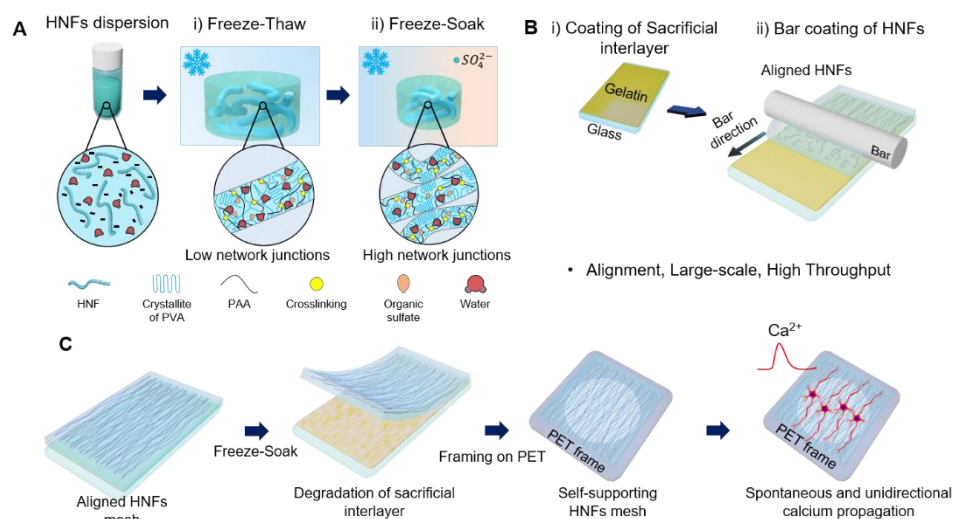 A
HNFs dispersion
i) Freeze-Thaw
ii) Freeze-Soak
SO₄²⁻
Low network junctions
High network junctions
HNF
Crystallite
of PVA
PAA
Crosslinking
Organic
sulfate
Water
B
i) Coating of Sacrificial
interlayer
ii) Bar coating of HNFs
Gelatin
Glass
Aligned HNFs
Bar
direction
Bar
• Alignment, Large-scale, High Throughput
C
Aligned HNFs
mesh
Freeze-Soak
Degradation of sacrificial
interlayer
Framing on PET
PET frame
Self-supporting
HNFs mesh
Ca²⁺
PET frame
Spontaneous and unidirectional
calcium propagation